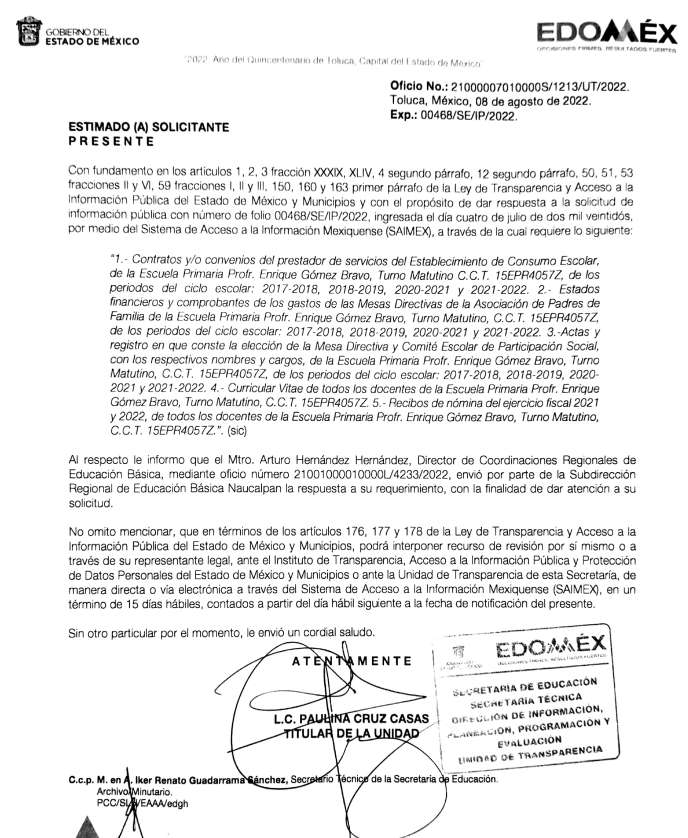 GOBIERNO DEL
ESTADO DE MÉXICO
EDOMÉX
DECISIONES FIRMES, RESULTADOS FUERTES
"2022. Año del Quincentenario de Toluca, Capital del Estado de México"
Oficio No.: 21000007010000S/1213/UT/2022.
Toluca, México, 08 de agosto de 2022.
Exp.: 00468/SE/IP/2022.
ESTIMADO (A) SOLICITANTE
P R E S E N T E
Con fundamento en los artículos 1, 2, 3 fracción XXXIX, XLIV, 4 segundo párrafo, 12 segundo párrafo, 50, 51, 53
fracciones II y VI, 59 fracciones I, II y III, 150, 160 y 163 primer párrafo de la Ley de Transparencia y Acceso a la
Información Pública del Estado de México y Municipios y con el propósito de dar respuesta a la solicitud de
información pública con número de folio 00468/SE/IP/2022, ingresada el día cuatro de julio de dos mil veintidós,
por medio del Sistema de Acceso a la Información Mexiquense (SAIMEX), a través de la cual requiere lo siguiente:
"1.- Contratos y/o convenios del prestador de servicios del Establecimiento de Consumo Escolar,
de la Escuela Primaria Profr. Enrique Gómez Bravo, Turno Matutino C.C.T. 15EPR4057Z, de los
periodos del ciclo escolar: 2017-2018, 2018-2019, 2020-2021 y 2021-2022. 2.- Estados
financieros y comprobantes de los gastos de las Mesas Directivas de la Asociación de Padres de
Familia de la Escuela Primaria Profr. Enrique Gómez Bravo, Turno Matutino, C.C.T. 15EPR4057Z,
de los periodos del ciclo escolar: 2017-2018, 2018-2019, 2020-2021 y 2021-2022. 3.-Actas y
registro en que conste la elección de la Mesa Directiva y Comité Escolar de Participación Social,
con los respectivos nombres y cargos, de la Escuela Primaria Profr. Enrique Gómez Bravo, Turno
Matutino, C.C.T. 15EPR4057Z, de los periodos del ciclo escolar: 2017-2018, 2018-2019, 2020-
2021 y 2021-2022. 4.- Curricular Vitae de todos los docentes de la Escuela Primaria Profr. Enrique
Gómez Bravo, Turno Matutino, C.C.T. 15EPR4057Z. 5.- Recibos de nómina del ejercicio fiscal 2021
y 2022, de todos los docentes de la Escuela Primaria Profr. Enrique Gómez Bravo, Turno Matutino,
C.C.T. 15EPR4057Z.". (sic)
Al respecto le informo que el Mtro. Arturo Hernández Hernández, Director de Coordinaciones Regionales de
Educación Básica, mediante oficio número 21001000010000L/4233/2022, envió por parte de la Subdirección
Regional de Educación Básica Naucalpan la respuesta a su requerimiento, con la finalidad de dar atención a su
solicitud.
No omito mencionar, que en términos de los artículos 176, 177 y 178 de la Ley de Transparencia y Acceso a la
Información Pública del Estado de México y Municipios, podrá interponer recurso de revisión por sí mismo o a
través de su representante legal, ante el Instituto de Transparencia, Acceso a la Información Pública y Protección
de Datos Personales del Estado de México y Municipios o ante la Unidad de Transparencia de esta Secretaría, de
manera directa o vía electrónica a través del Sistema de Acceso a la Información Mexiquense (SAIMEX), en un
término de 15 días hábiles, contados a partir del día hábil siguiente a la fecha de notificación del presente.
Sin otro particular por el momento, le envió un cordial saludo.
A T E N T A M E N T E
L.C. PAULINA CRUZ CASAS
TITULAR DE LA UNIDAD
EDOMÉX
DECISIONES FIRMES, RESULTADOS FUERTES
SECRETARÍA DE EDUCACIÓN
SECRETARÍA TÉCNICA
DIRECCIÓN DE INFORMACIÓN,
PLANEACIÓN, PROGRAMACIÓN Y
EVALUACIÓN
UNIDAD DE TRANSPARENCIA
C.c.p. M. en A. Iker Renato Guadarrama Sánchez, Secretario Técnico de la Secretaría de Educación.
Archivo/Minutario.
/EAAA/edgh